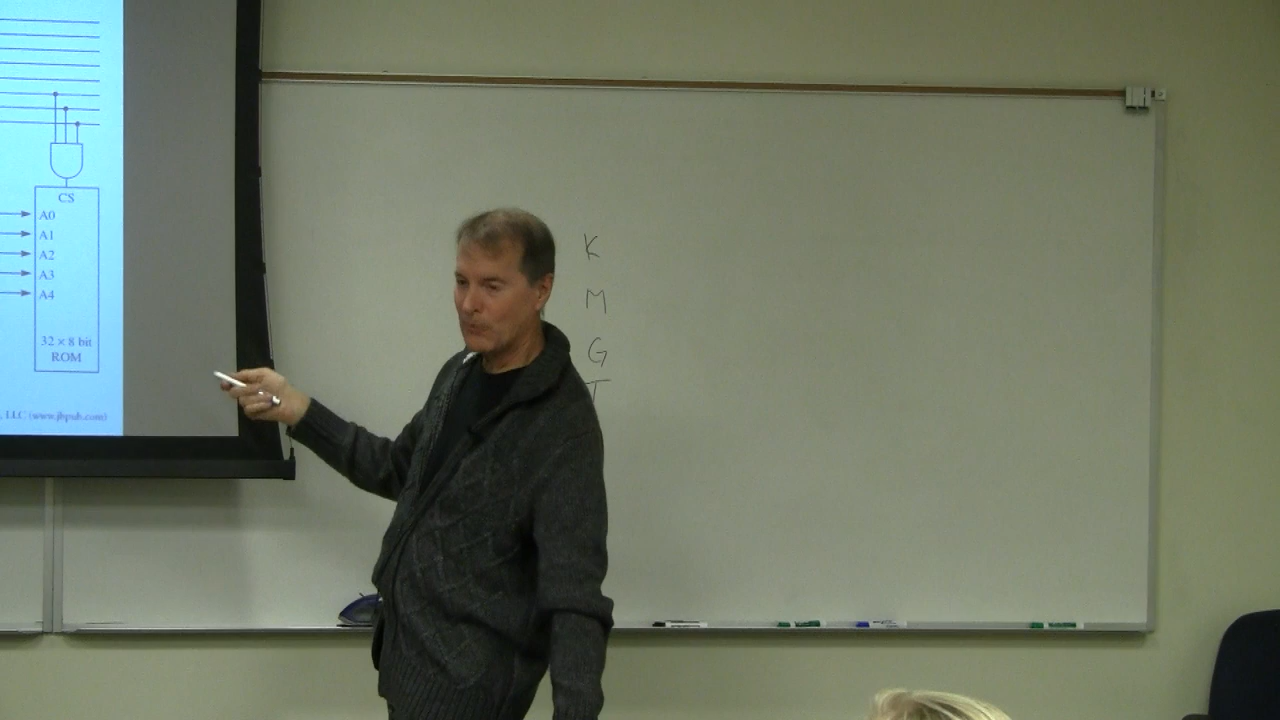 CS
A0
A1
A2
A3
A4
32 × 8 bit
ROM
, LLC (www.jbpub.com)
K
M
G
T